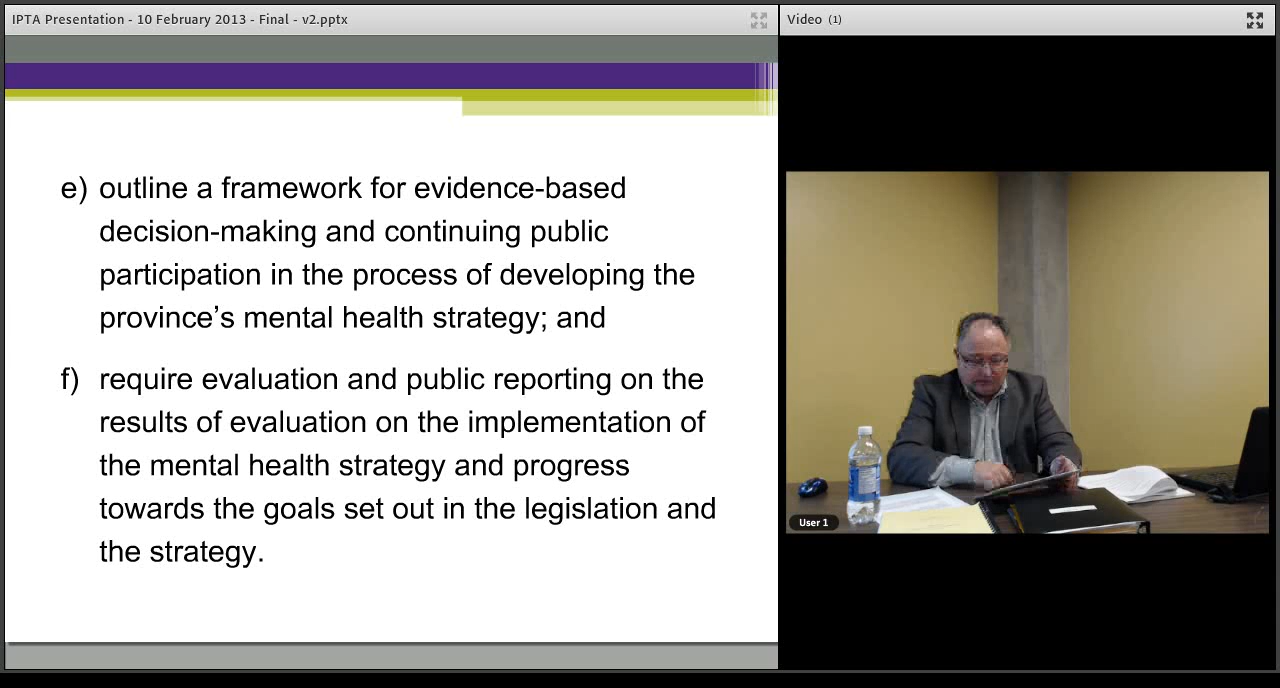 IPTA Presentation - 10 February 2013 - Final - v2.pptx
Video (1)
e) outline a framework for evidence-based
decision-making and continuing public
participation in the process of developing the
province’s mental health strategy; and
f) require evaluation and public reporting on the
results of evaluation on the implementation of
the mental health strategy and progress
towards the goals set out in the legislation and
the strategy.
User 1